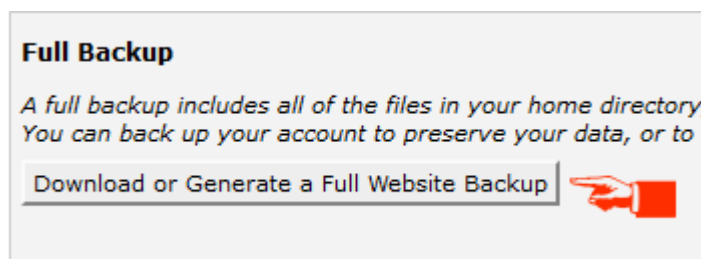 Full Backup
A full backup includes all of the files in your home directory,
You can back up your account to preserve your data, or to
Download or Generate a Full Website Backup